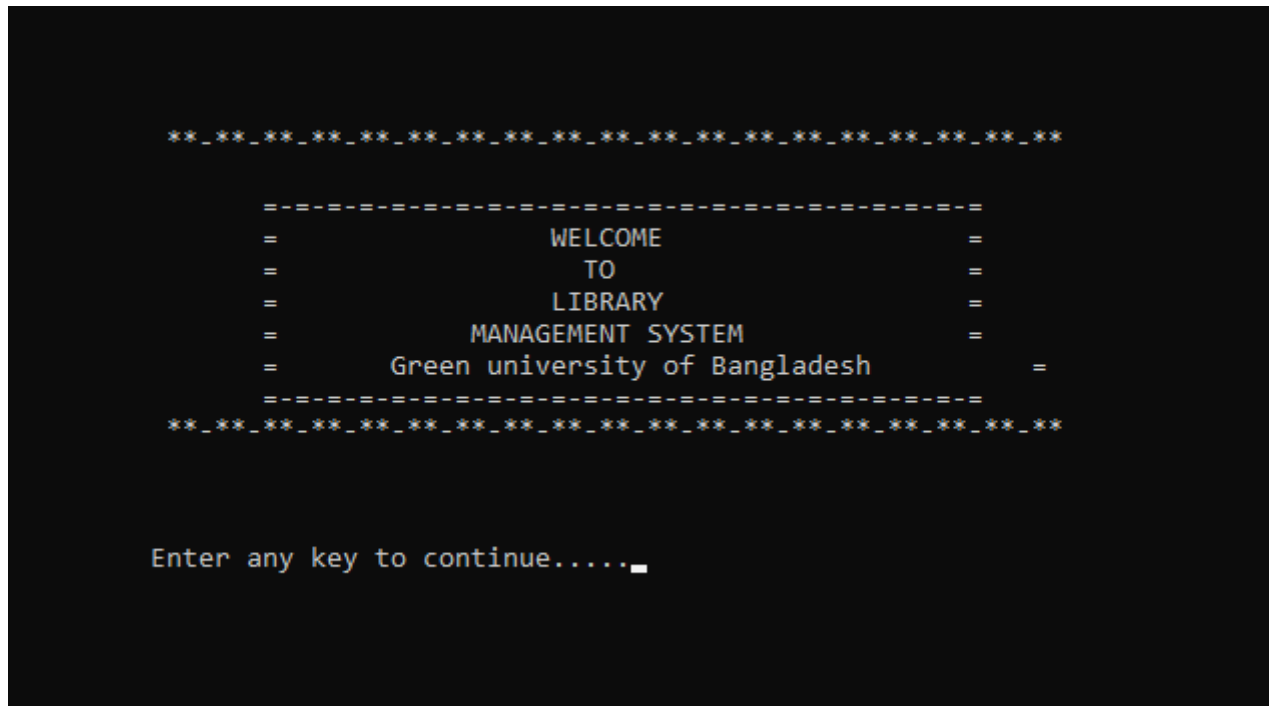 **_**_**_**_**_**_**_**_**_**_**_**_**_**_**_**_**_**_**
=-=-=-=-=-=-=-=-=-=-=-=-=-=-=-=-=-=-=-=-=-=-=
=                 WELCOME                   =
=                   TO                      =
=                 LIBRARY                   =
=            MANAGEMENT SYSTEM              =
=       Green university of Bangladesh          =
=-=-=-=-=-=-=-=-=-=-=-=-=-=-=-=-=-=-=-=-=-=-=
**_**_**_**_**_**_**_**_**_**_**_**_**_**_**_**_**_**_**
Enter any key to continue.....